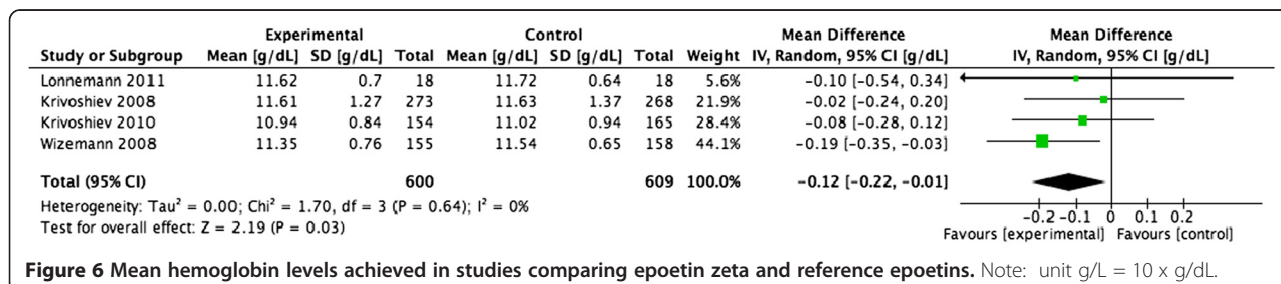 Experimental Control Mean Difference Mean Difference
Study or Subgroup Mean [g/dL] SD [g/dL] Total Mean [g/dL] SD [g/dL] Total Weight IV, Random, 95% CI [g/dL] IV, Random, 95% CI [g/dL]
Lonnemann 2011 11.62 0.7 18 11.72 0.64 18 5.6% -0.10 [-0.54, 0.34]
Krivoshiev 2008 11.61 1.27 273 11.63 1.37 268 21.9% -0.02 [-0.24, 0.20]
Krivoshiev 2010 10.94 0.84 154 11.02 0.94 165 28.4% -0.08 [-0.28, 0.12]
Wizemann 2008 11.35 0.76 155 11.54 0.65 158 44.1% -0.19 [-0.35, -0.03]
Total (95% CI) 600 609 100.0% -0.12 [-0.22, -0.01]
Heterogeneity: Tau² = 0.00; Chi² = 1.70, df = 3 (P = 0.64); I² = 0%
Test for overall effect: Z = 2.19 (P = 0.03)
-0.2 -0.1 0 0.1 0.2
Favours [experimental] Favours [control]
Figure 6 Mean hemoglobin levels achieved in studies comparing epoetin zeta and reference epoetins. Note: unit g/L = 10 x g/dL.